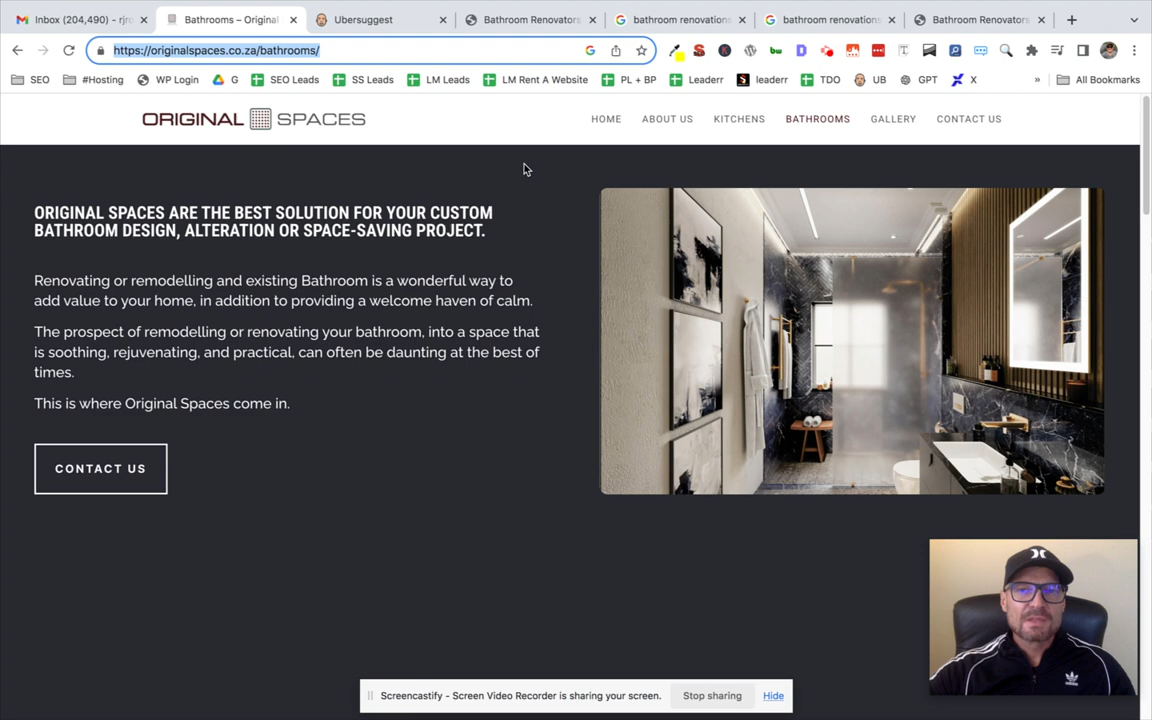 Inbox (204,490) - rjro
Bathrooms – Original
Ubersuggest
Bathroom Renovators
bathroom renovations
bathroom renovations
Bathroom Renovators
https://originalspaces.co.za/bathrooms/
SEO
#Hosting
WP Login
G
SEO Leads
SS Leads
LM Leads
LM Rent A Website
PL + BP
Leaderr
leaderr
TDO
UB
GPT
X
»
All Bookmarks
ORIGINAL SPACES
HOME
ABOUT US
KITCHENS
BATHROOMS
GALLERY
CONTACT US
ORIGINAL SPACES ARE THE BEST SOLUTION FOR YOUR CUSTOM
BATHROOM DESIGN, ALTERATION OR SPACE-SAVING PROJECT.
Renovating or remodelling and existing Bathroom is a wonderful way to
add value to your home, in addition to providing a welcome haven of calm.
The prospect of remodelling or renovating your bathroom, into a space that
is soothing, rejuvenating, and practical, can often be daunting at the best of
times.
This is where Original Spaces come in.
CONTACT US
Screencastify - Screen Video Recorder is sharing your screen.
Stop sharing
Hide